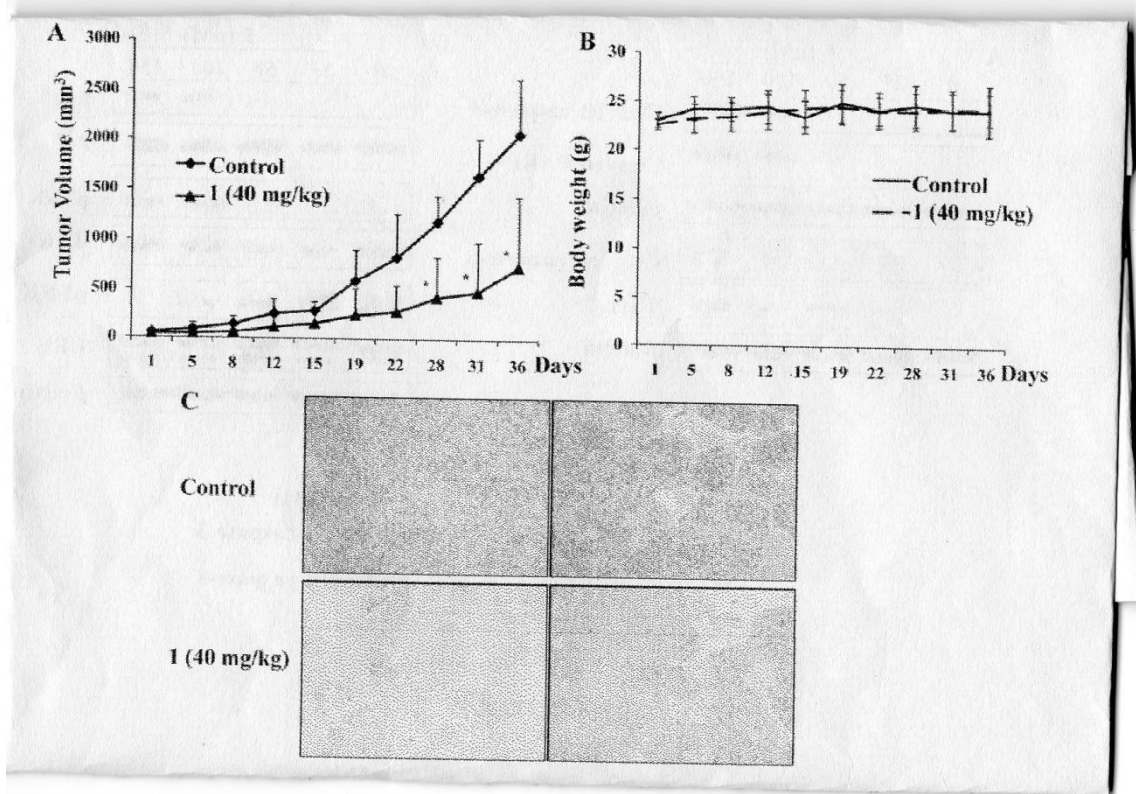 A
3000
2500
2000
1500
1000
500
0
Tumor Volume (mm³)
Control
1 (40 mg/kg)
*
*
*
1 5 8 12 15 19 22 28 31 36 Days
B
30
25
20
15
10
5
0
Body weight (g)
Control
1 (40 mg/kg)
1 5 8 12 15 19 22 28 31 36 Days
C
Control
1 (40 mg/kg)